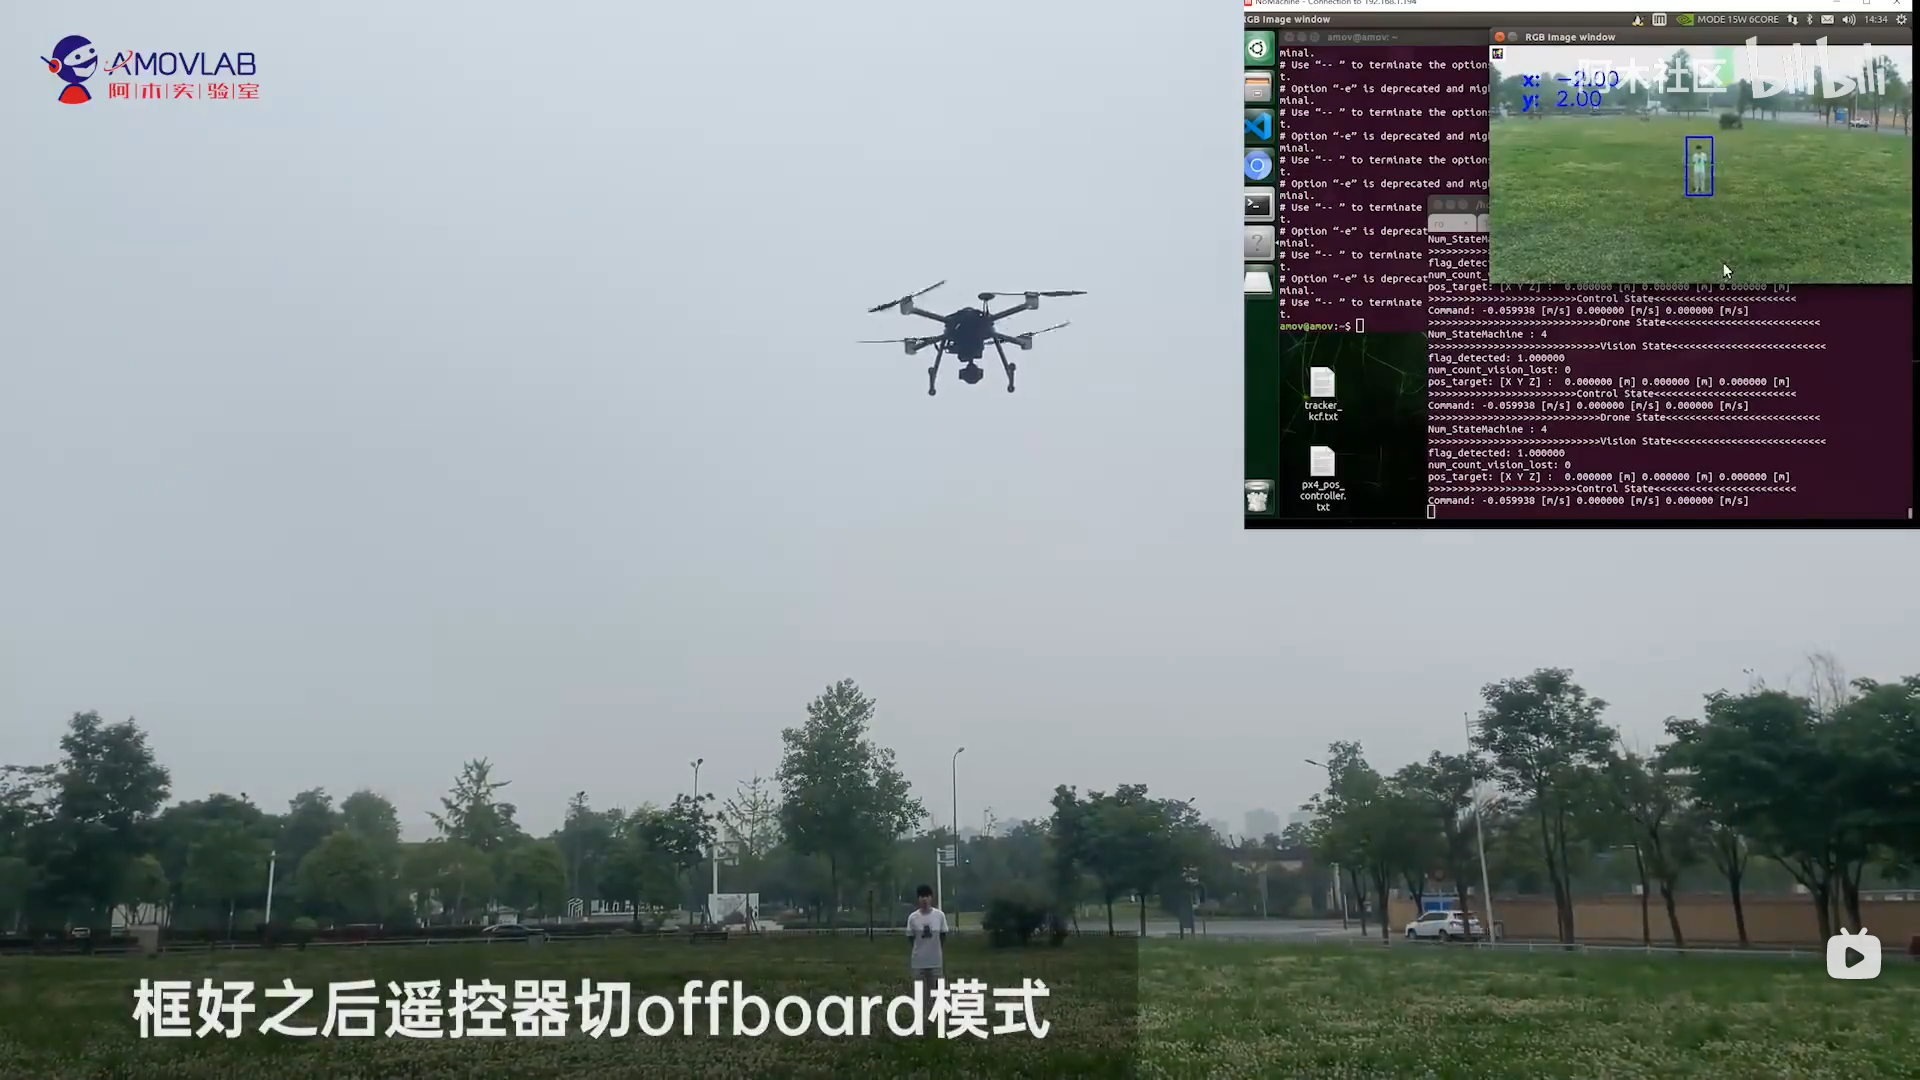 AMOVLAB
阿木实验室
NoMachine - Connection to 192.168.1.194
RGB Image window
MODE 15W 6CORE
14:34
amov@amov: ~
RGB Image window
阿木社区
bilibili
x: -2.00
y: 2.00
minal.
# Use “-- ” to terminate the option
t.
# Option “-e” is deprecated and mig
minal.
# Use “-- ” to terminate the option
t.
# Option “-e” is deprecated and mig
minal.
# Use “-- ” to terminate the option
t.
# Option “-e” is deprecated and mig
minal.
# Use “-- ” to terminate
t.
# Option “-e” is deprecat
minal.
# Use “-- ” to terminate
t.
# Option “-e” is deprecat
minal.
# Use “-- ” to terminate
t.
amov@amov:~$
tracker_
kcf.txt
px4_pos_
controller.
txt
Num_StateM
flag_detec
num_count_
pos_target: [X Y Z] : 0.000000 [m] 0.000000 [m] 0.000000 [m]
>>>>>>>>>>>>>>>>>>>>>>>>>Control State<<<<<<<<<<<<<<<<<<<<<<<<<
Command: -0.059938 [m/s] 0.000000 [m/s] 0.000000 [m/s]
>>>>>>>>>>>>>>>>>>>>>>>>>>>>>Drone State<<<<<<<<<<<<<<<<<<<<<<<<<<
Num_StateMachine : 4
>>>>>>>>>>>>>>>>>>>>>>>>>>>>>Vision State<<<<<<<<<<<<<<<<<<<<<<<<<<
flag_detected: 1.000000
num_count_vision_lost: 0
pos_target: [X Y Z] : 0.000000 [m] 0.000000 [m] 0.000000 [m]
>>>>>>>>>>>>>>>>>>>>>>>>>Control State<<<<<<<<<<<<<<<<<<<<<<<<<
Command: -0.059938 [m/s] 0.000000 [m/s] 0.000000 [m/s]
>>>>>>>>>>>>>>>>>>>>>>>>>>>>>Drone State<<<<<<<<<<<<<<<<<<<<<<<<<<
Num_StateMachine : 4
>>>>>>>>>>>>>>>>>>>>>>>>>>>>>Vision State<<<<<<<<<<<<<<<<<<<<<<<<<<
flag_detected: 1.000000
num_count_vision_lost: 0
pos_target: [X Y Z] : 0.000000 [m] 0.000000 [m] 0.000000 [m]
>>>>>>>>>>>>>>>>>>>>>>>>>Control State<<<<<<<<<<<<<<<<<<<<<<<<<
Command: -0.059938 [m/s] 0.000000 [m/s] 0.000000 [m/s]
框好之后遥控器切offboard模式